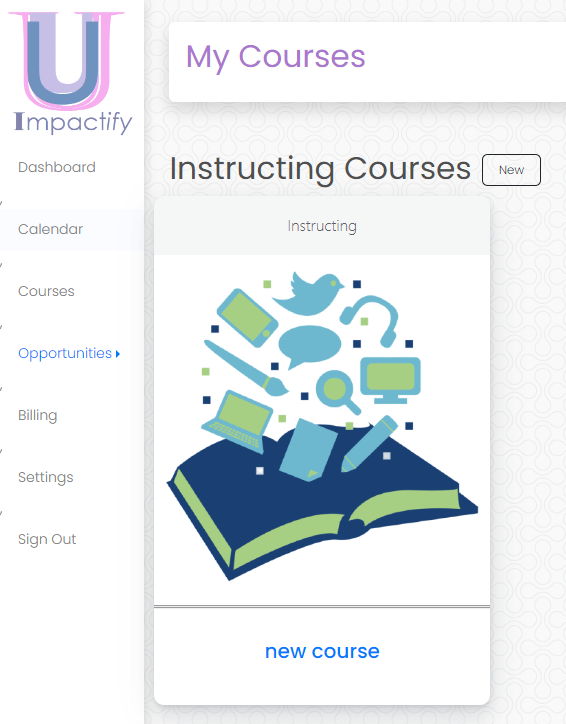 U
Impactify
Dashboard
Calendar
Courses
Opportunities
Billing
Settings
Sign Out
My Courses
Instructing Courses
New
Instructing
new course